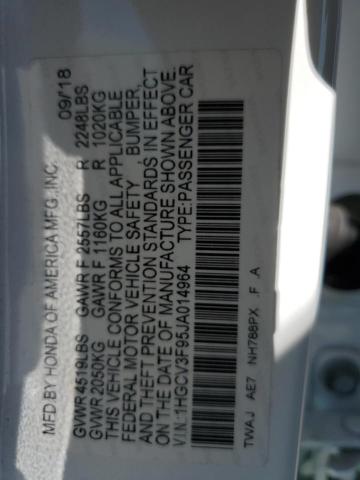 MFD BY HONDA OF AMERICA MFG., INC. 09/18
GVWR 4519LBS GAWR F 2557LBS R 2248LBS
GVWR 2050KG GAWR F 1160KG R 1020KG
THIS VEHICLE CONFORMS TO ALL APPLICABLE
FEDERAL MOTOR VEHICLE SAFETY , BUMPER,
AND THEFT PREVENTION STANDARDS IN EFFECT
ON THE DATE OF MANUFACTURE SHOWN ABOVE.
V.I.N.:1HGCV3F95JA014964 TYPE:PASSENGER CAR
TWAJ AE7 NH788PX .F .A